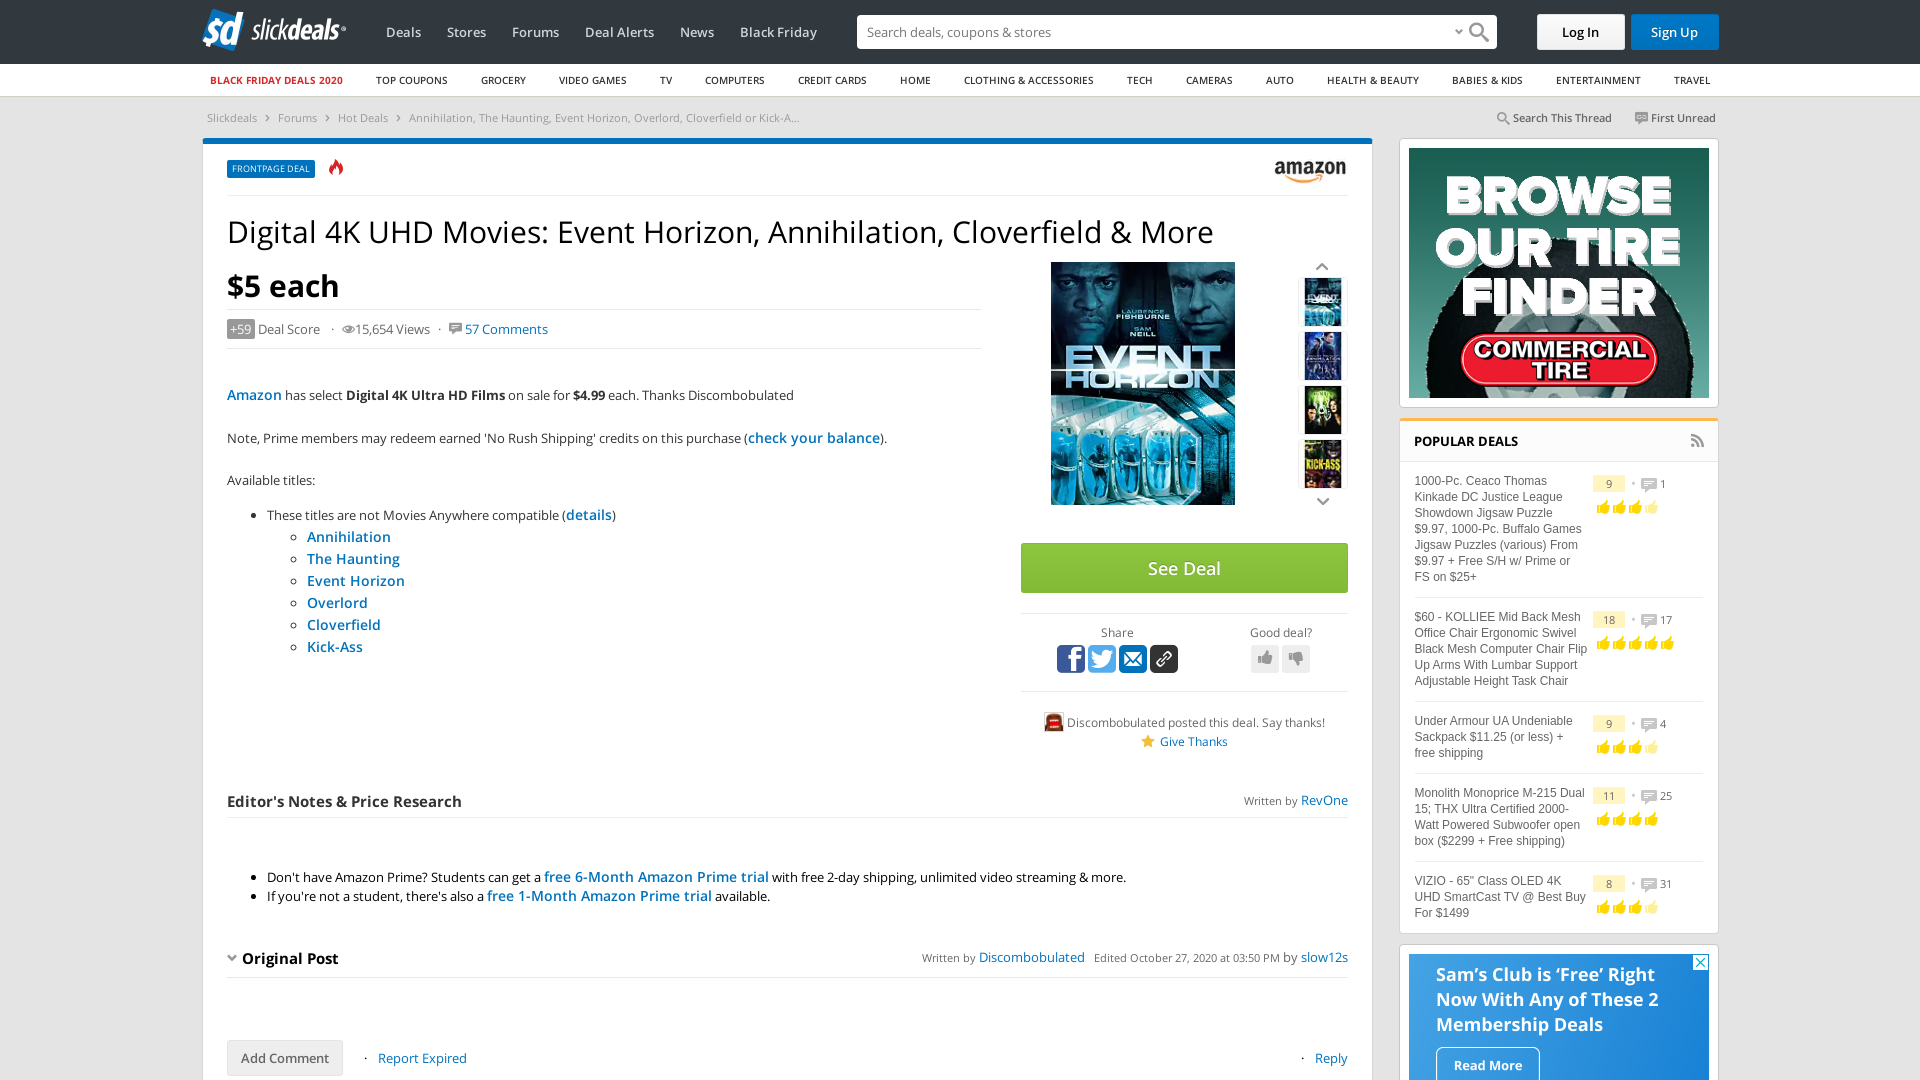 slickdeals
Deals Stores Forums Deal Alerts News Black Friday
Search deals, coupons & shops
Log In
Sign Up
BLACK FRIDAY DEALS 2020 TOP COUPONS GROCERY VIDEO GAMES TV COMPUTERS CREDIT CARDS HOME CLOTHING & ACCESSORIES TECH CAMERAS AUTO HEALTH & BEAUTY BABIES & KIDS ENTERTAINMENT TRAVEL
Slickdeals › Forums › Hot Deals › Annihilation, The Haunting, Event Horizon, Overlord, Cloverfield or Kick-A...
Search This Thread
First Unread
FRONTPAGE DEAL
amazon
Digital 4K UHD Movies: Event Horizon, Annihilation, Cloverfield & More
$5 each
+59 Deal Score · 15,654 Views · 57 Comments
Amazon has select Digital 4K Ultra HD Films on sale for $4.99 each. Thanks Discombobulated
Note, Prime members may redeem earned 'No Rush Shipping' credits on this purchase (check your balance).
Available titles:
• These titles are not Movies Anywhere compatible (details)
Annihilation
The Haunting
Event Horizon
Overlord
Cloverfield
Kick-Ass
LAURENCE
FISHBURNE
SAM
NEILL
EVENT
HORIZON
KICK-ASS
See Deal
Share
Good deal?
Discombobulated posted this deal. Say thanks!
Give Thanks
Editor's Notes & Price Research
Written by RevOne
• Don't have Amazon Prime? Students can get a free 6-Month Amazon Prime trial with free 2-day shipping, unlimited video streaming & more.
• If you're not a student, there's also a free 1-Month Amazon Prime trial available.
Original Post
Written by Discombobulated Edited October 27, 2020 at 03:50 PM by slow12s
Add Comment · Report Expired
· Reply
BROWSE
OUR TIRE
FINDER
COMMERCIAL
TIRE
POPULAR DEALS
1000-Pc. Ceaco Thomas
Kinkade DC Justice League
Showdown Jigsaw Puzzle
$9.97, 1000-Pc. Buffalo Games
Jigsaw Puzzles (various) From
$9.97 + Free S/H w/ Prime or
FS on $25+
9 • 1
$60 - KOLLIEE Mid Back Mesh
Office Chair Ergonomic Swivel
Black Mesh Computer Chair Flip
Up Arms With Lumbar Support
Adjustable Height Task Chair
18 • 17
Under Armour UA Undeniable
Sackpack $11.25 (or less) +
free shipping
9 • 4
Monolith Monoprice M-215 Dual
15; THX Ultra Certified 2000-
Watt Powered Subwoofer open
box ($2299 + Free shipping)
11 • 25
VIZIO - 65" Class OLED 4K
UHD SmartCast TV @ Best Buy
For $1499
8 • 31
Sam's Club is 'Free' Right
Now With Any of These 2
Membership Deals
Read More